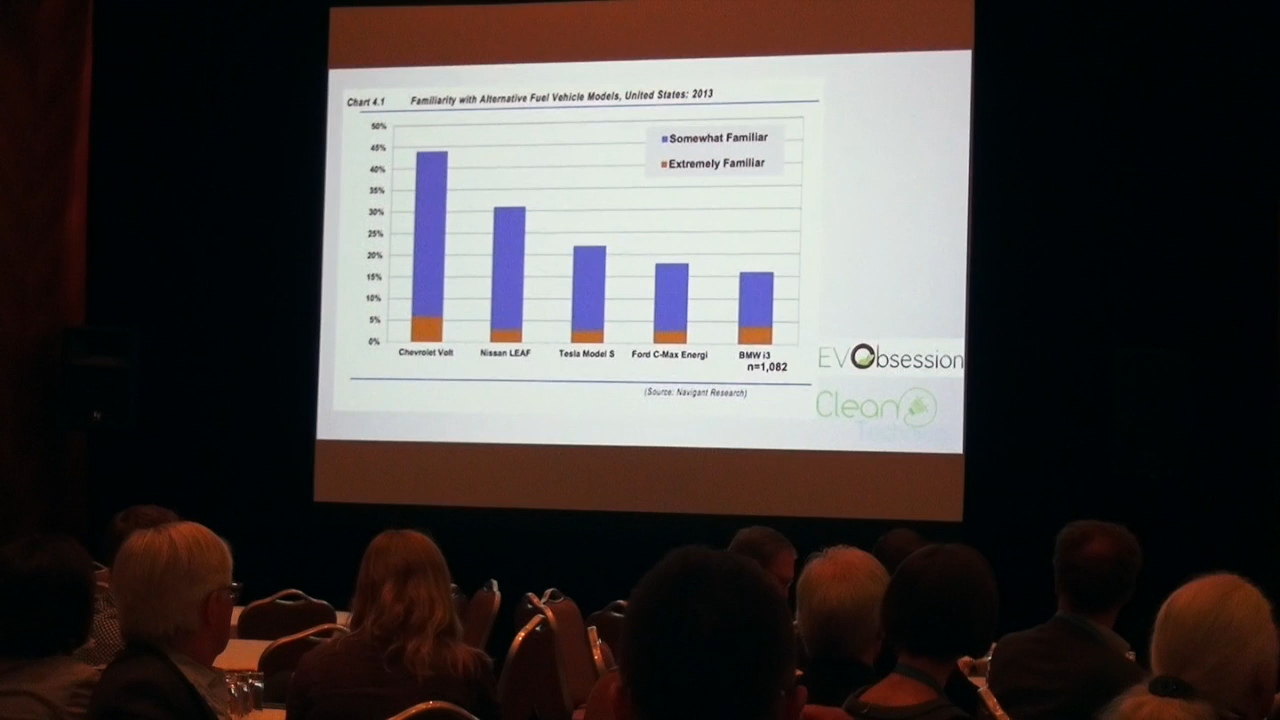 Chart 4.1 Familiarity with Alternative Fuel Vehicle Models, United States: 2013
50%
45%
40%
35%
30%
25%
20%
15%
10%
5%
0%
Somewhat Familiar
Extremely Familiar
Chevrolet Volt Nissan LEAF Tesla Model S Ford C-Max Energi BMW i3
n=1,082
(Source: Navigant Research)
EVObsession
Clean